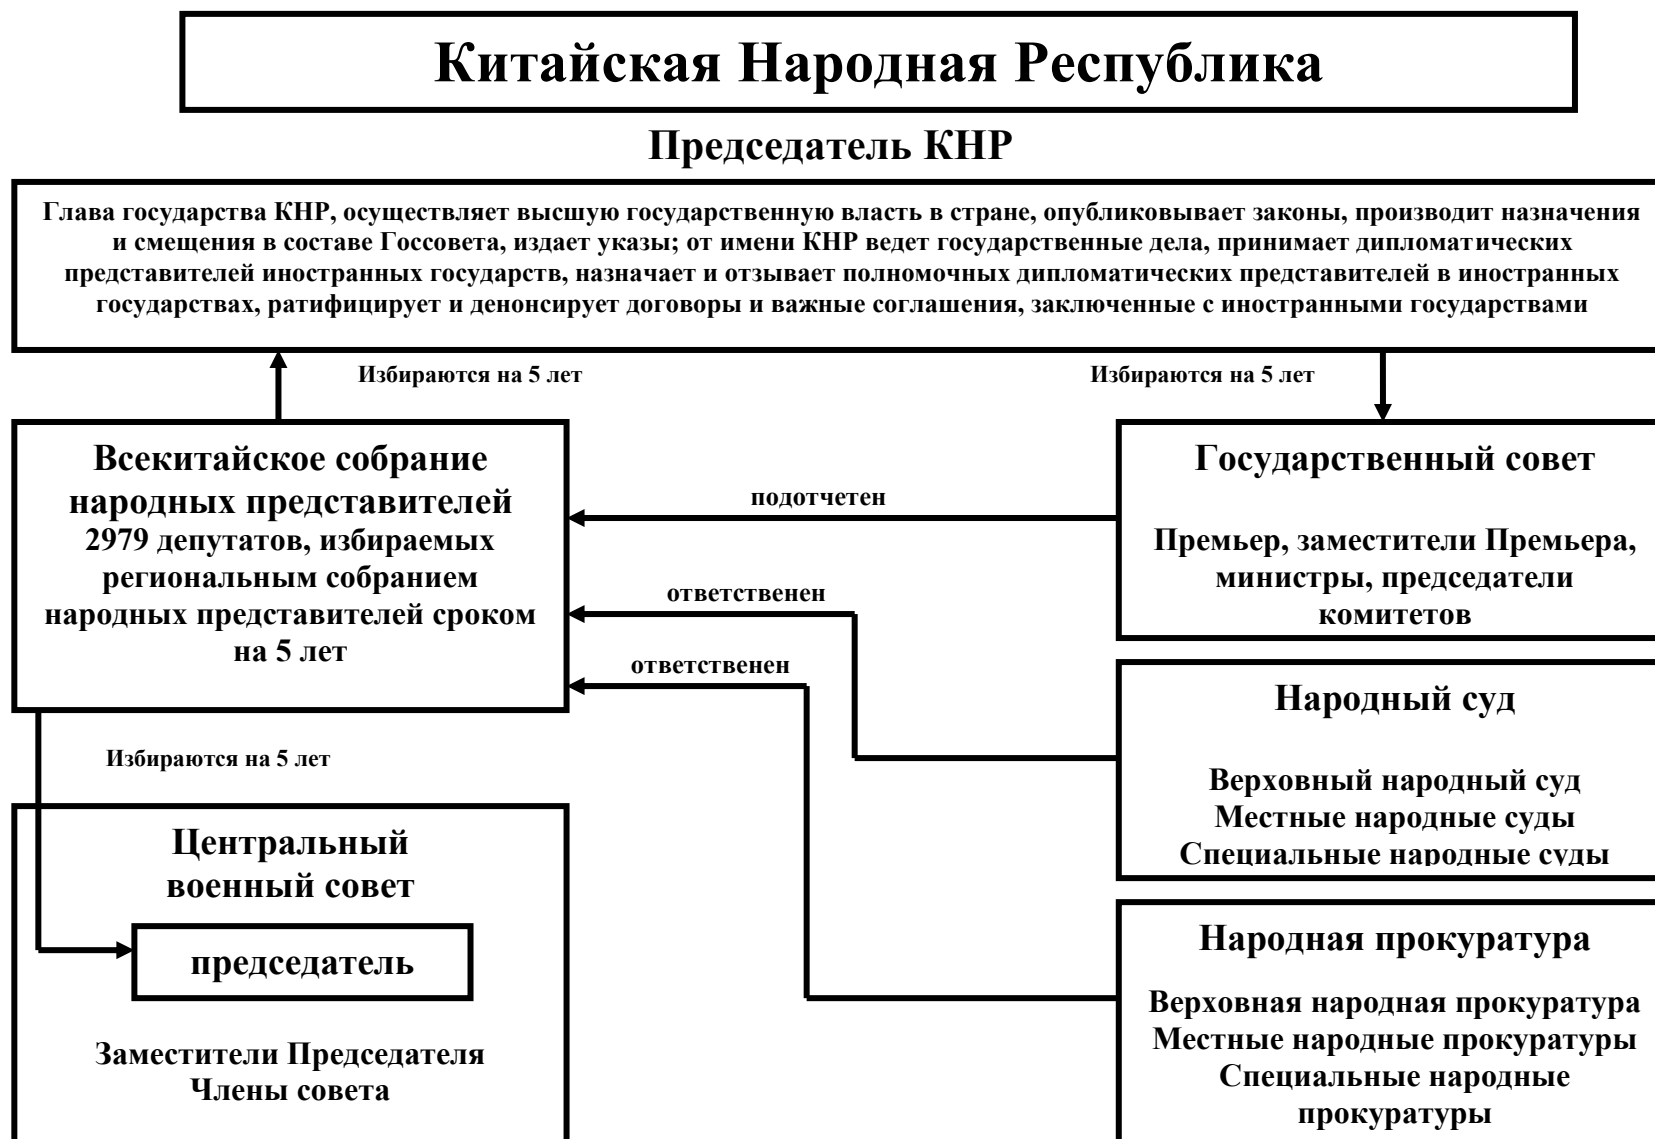 Китайская Народная Республика
Председатель КНР
Глава государства КНР, осуществляет высшую государственную власть в стране, опубликовывает законы, производит назначения
и смещения в составе Госсовета, издает указы; от имени КНР ведет государственные дела, принимает дипломатических
представителей иностранных государств, назначает и отзывает полномочных дипломатических представителей в иностранных
государствах, ратифицирует и денонсирует договоры и важные соглашения, заключенные с иностранными государствами
Избираются на 5 лет
Избираются на 5 лет
Всекитайское собрание
народных представителей
2979 депутатов, избираемых
региональным собранием
народных представителей сроком
на 5 лет
подотчетен
ответственен
ответственен
Государственный совет
Премьер, заместители Премьера,
министры, председатели
комитетов
Народный суд
Верховный народный суд
Местные народные суды
Специальные народные суды
Избираются на 5 лет
Центральный
военный совет
председатель
Заместители Председателя
Члены совета
Народная прокуратура
Верховная народная прокуратура
Местные народные прокуратуры
Специальные народные
прокуратуры